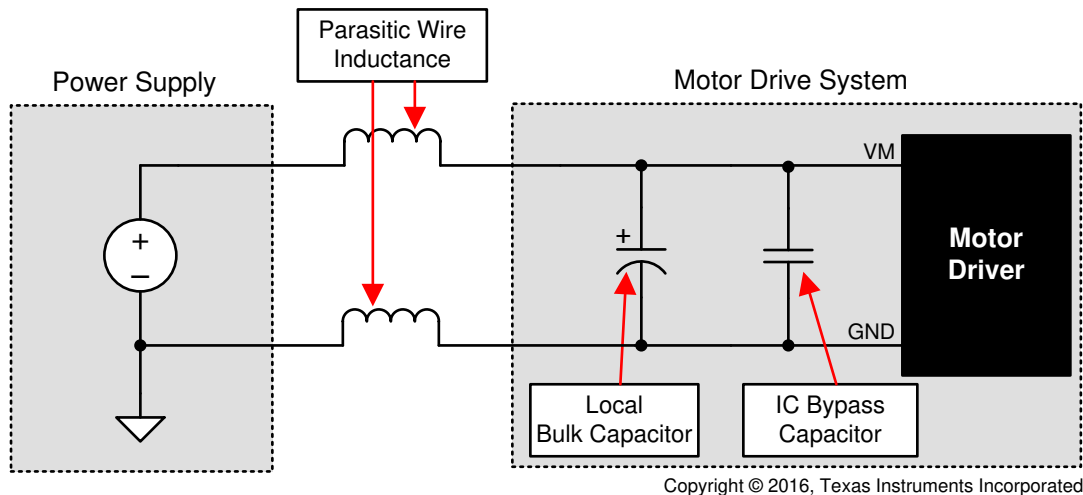 Parasitic Wire
Inductance
Power Supply
Motor Drive System
VM
+
–
+
Motor
Driver
GND
Local
Bulk Capacitor
IC Bypass
Capacitor
Copyright © 2016, Texas Instruments Incorporated